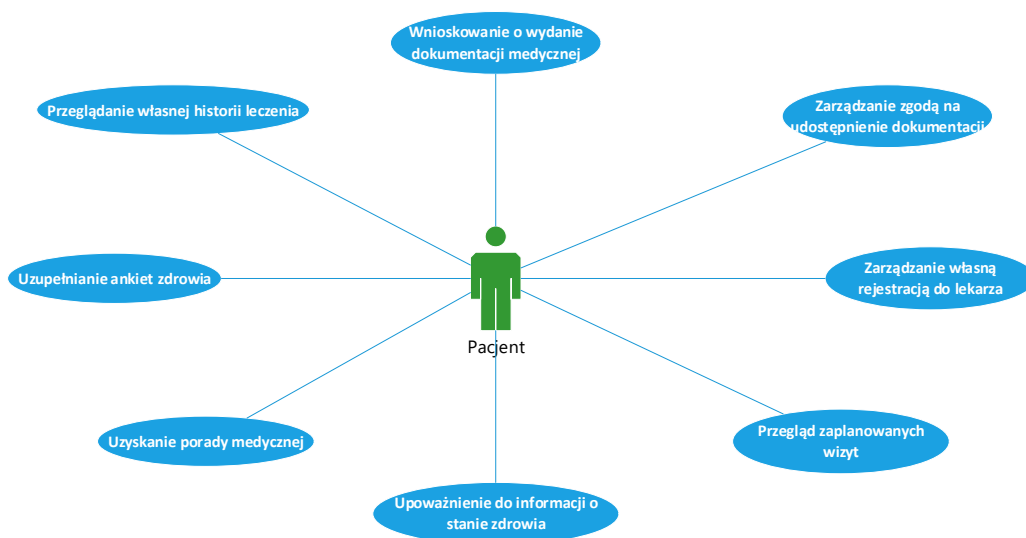 Wnioskowanie o wydanie
dokumentacji medycznej
Przeglądanie własnej historii leczenia
Zarządzanie zgodą na
udostępnienie dokumentacji
Uzupełnianie ankiet zdrowia
Zarządzanie własną
rejestracją do lekarza
Pacjent
Uzyskanie porady medycznej
Przegląd zaplanowanych
wizyt
Upoważnienie do informacji o
stanie zdrowia